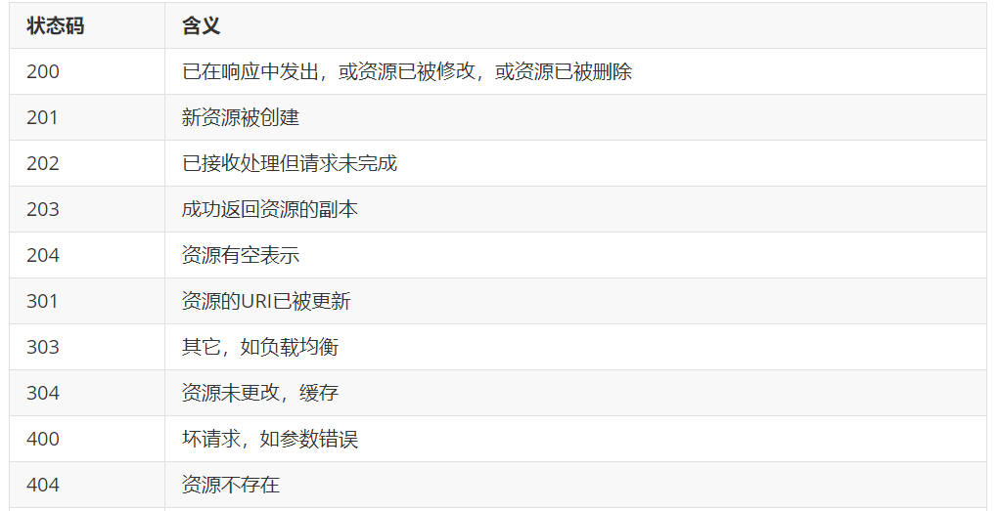 状态码 含义
200 已在响应中发出，或资源已被修改，或资源已被删除
201 新资源被创建
202 已接收处理但请求未完成
203 成功返回资源的副本
204 资源有空表示
301 资源的URI已被更新
303 其它，如负载均衡
304 资源未更改，缓存
400 坏请求，如参数错误
404 资源不存在